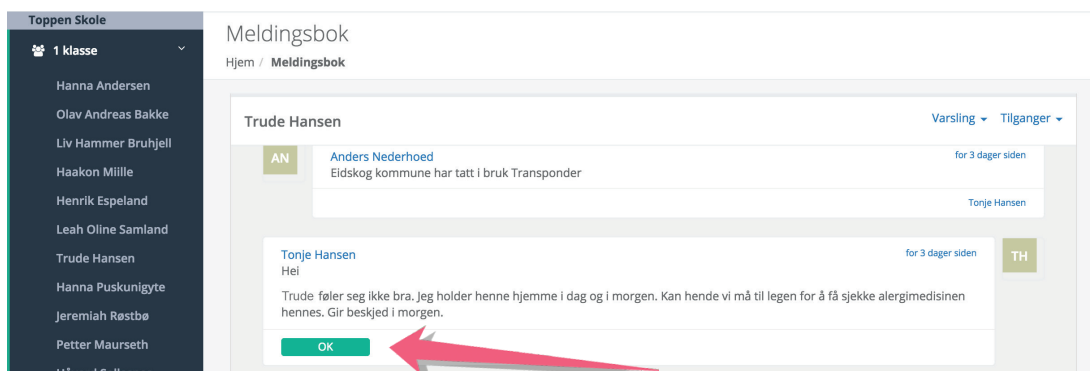 Toppen Skole
1 klasse
Hanna Andersen
Olav Andreas Bakke
Liv Hammer Bruhjell
Haakon Miille
Henrik Espeland
Leah Oline Samland
Trude Hansen
Hanna Puskunigyte
Jeremiah Røstbø
Petter Maurseth
Meldingsbok
Hjem / Meldingsbok
Trude Hansen
Varsling Tilganger
AN
Anders Nederhoed
for 3 dager siden
Eidskog kommune har tatt i bruk Transponder
Tonje Hansen
Tonje Hansen
for 3 dager siden
TH
Hei
Trude føler seg ikke bra. Jeg holder henne hjemme i dag og i morgen. Kan hende vi må til legen for å få sjekke alergimedisinen
hennes. Gir beskjed i morgen.
OK